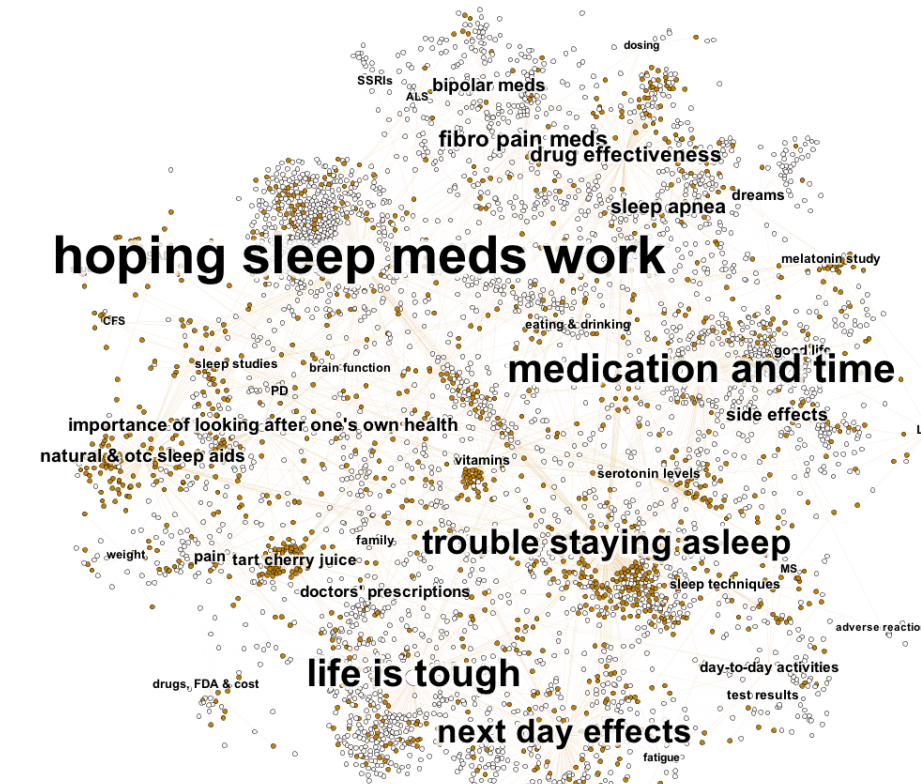 dosing
SSRIs
bipolar meds
ALS
fibro pain meds
drug effectiveness
dreams
sleep apnea
hoping sleep meds work
melatonin study
CFS
eating & drinking
good life
sleep studies
brain function
medication and time
PD
side effects
importance of looking after one's own health
L
natural & otc sleep aids
vitamins
serotonin levels
family
trouble staying asleep
weight
pain
tart cherry juice
MS
sleep techniques
doctors' prescriptions
adverse reactio
life is tough
day-to-day activities
drugs, FDA & cost
test results
next day effects
fatigue